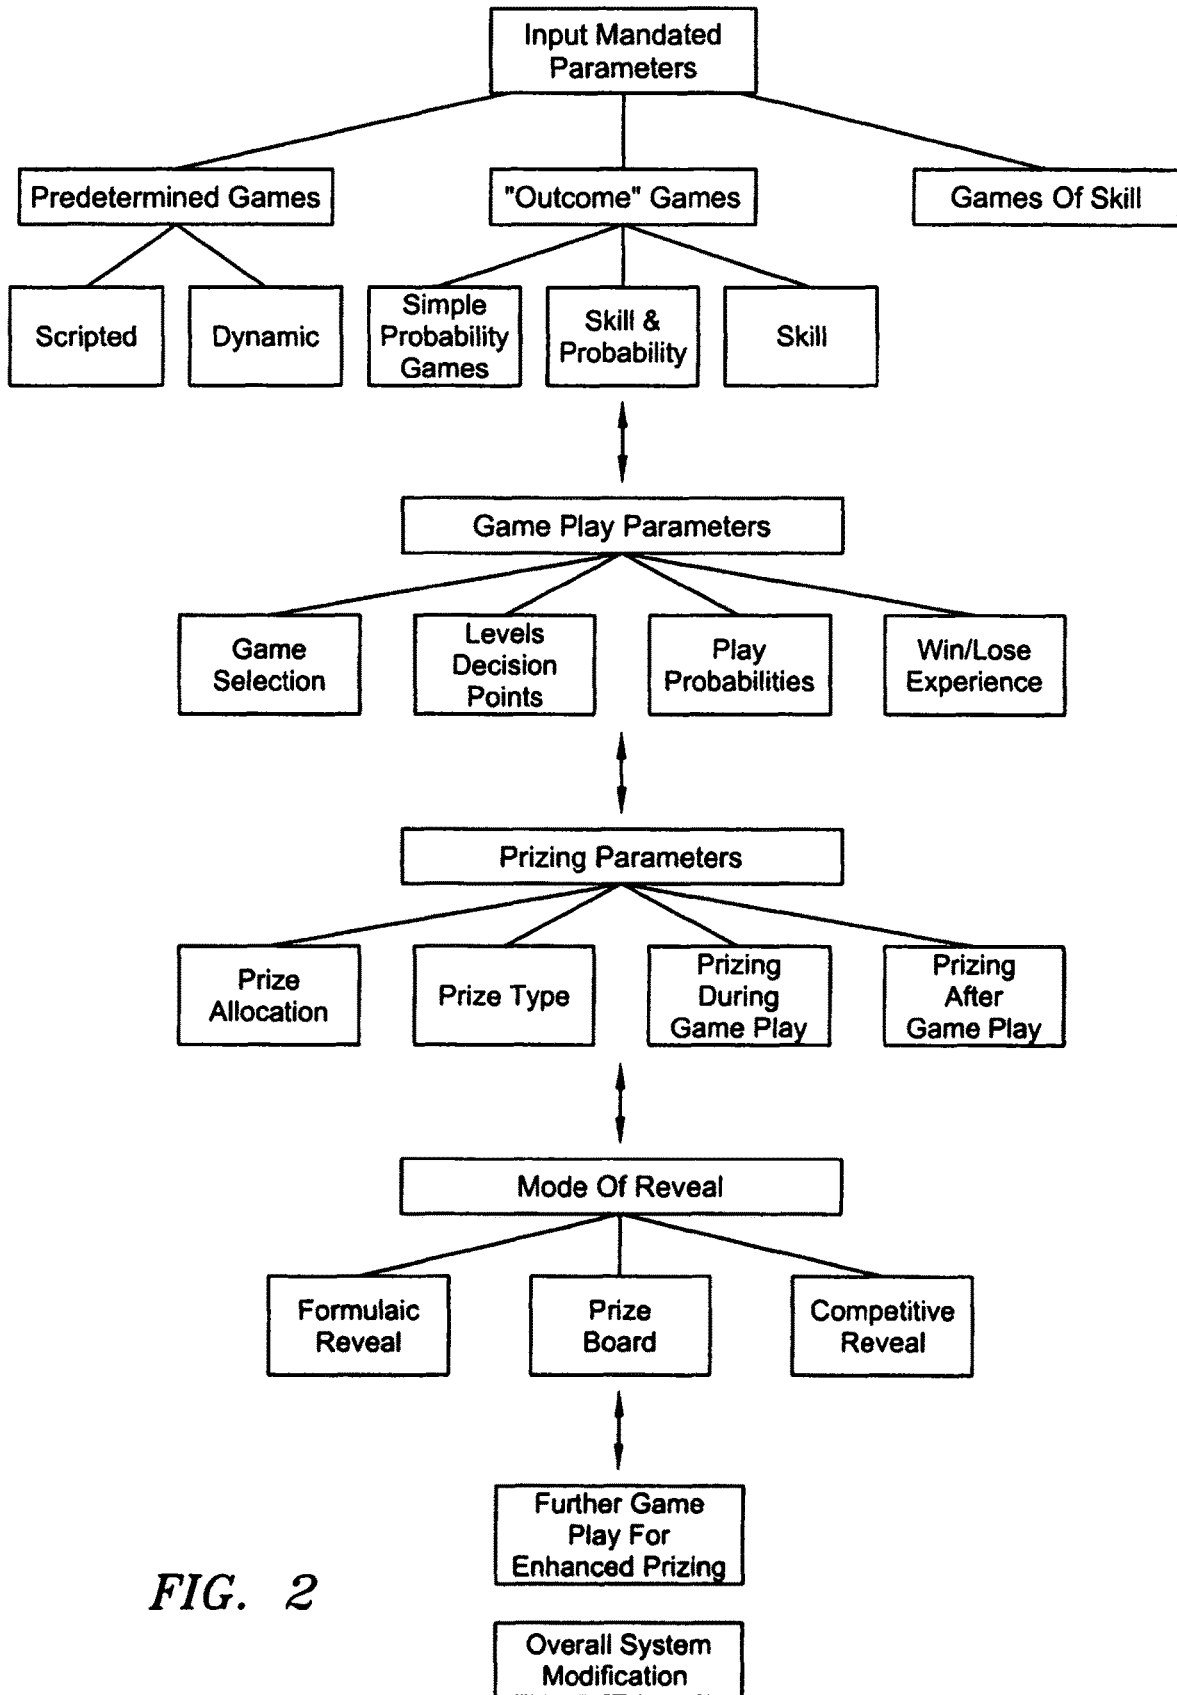 Input Mandated
Parameters
Predetermined Games
"Outcome" Games
Games Of Skill
Scripted
Dynamic
Simple
Probability
Games
Skill &
Probability
Skill
Game Play Parameters
Game
Selection
Levels
Decision
Points
Play
Probabilities
Win/Lose
Experience
Prizing Parameters
Prize
Allocation
Prize Type
Prizing
During
Game Play
Prizing
After
Game Play
Mode Of Reveal
Formulaic
Reveal
Prize
Board
Competitive
Reveal
Further Game
Play For
Enhanced Prizing
FIG. 2
Overall System
Modification